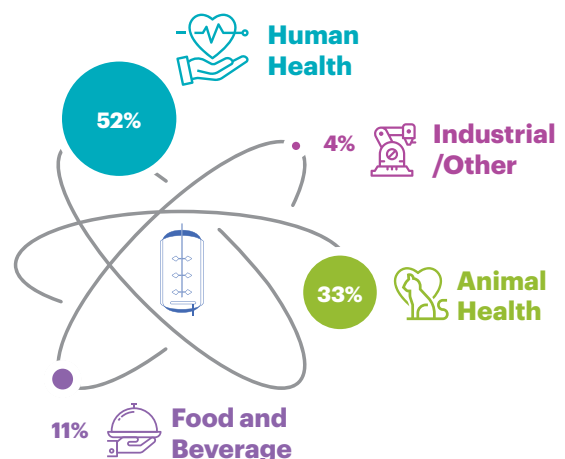 Human
Health
52%
4%
Industrial
/Other
33%
Animal
Health
11%
Food and
Beverage